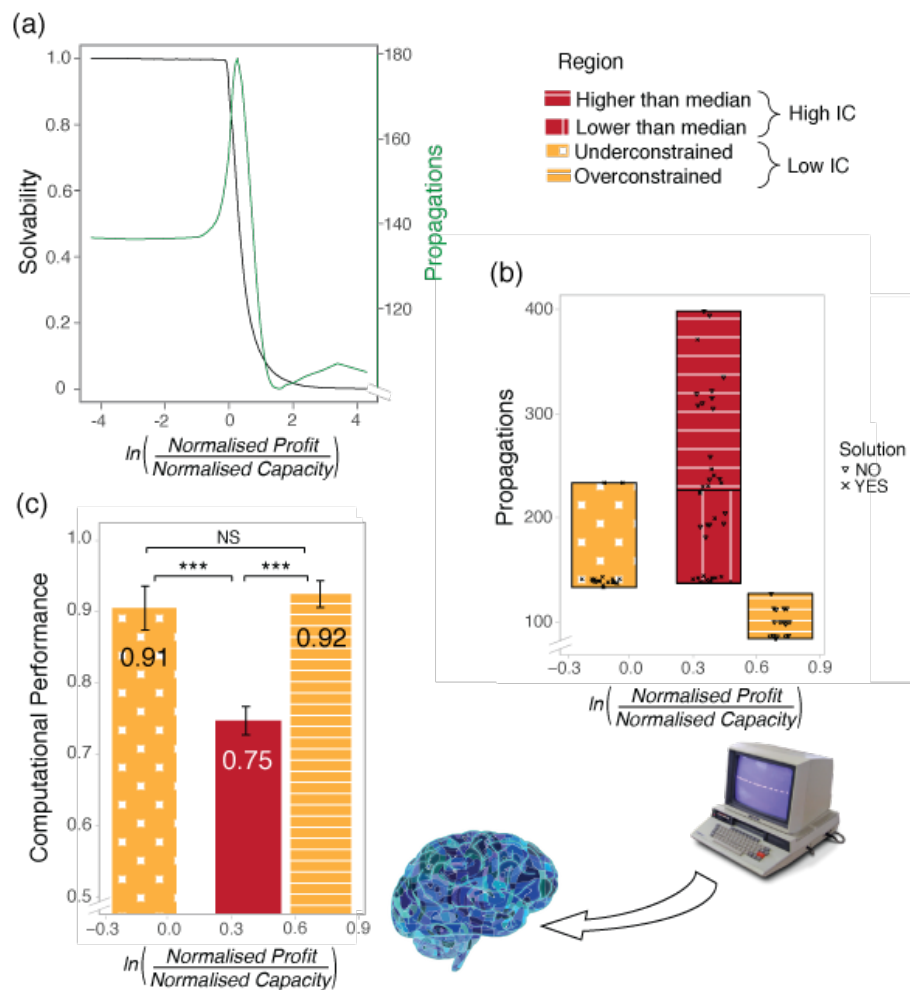 (a)
1.0
0.8
0.6
0.4
0.2
0
Solvability
180
160
140
120
Propagations
-4
-2
0
2
4
ln(Normalised Profit
Normalised Capacity)
Region
Higher than median
Lower than median
High IC
Underconstrained
Overconstrained
Low IC
(b)
400
300
200
100
Propagations
-0.3
0.0
0.3
0.6
0.9
ln(Normalised Profit
Normalised Capacity)
Solution
▿ NO
× YES
(c)
1.0
0.9
0.8
0.7
0.6
0.5
Computational Performance
NS
***
***
0.91
0.75
0.92
−0.3
0.0
0.3
0.6
0.9
ln(Normalised Profit
Normalised Capacity)